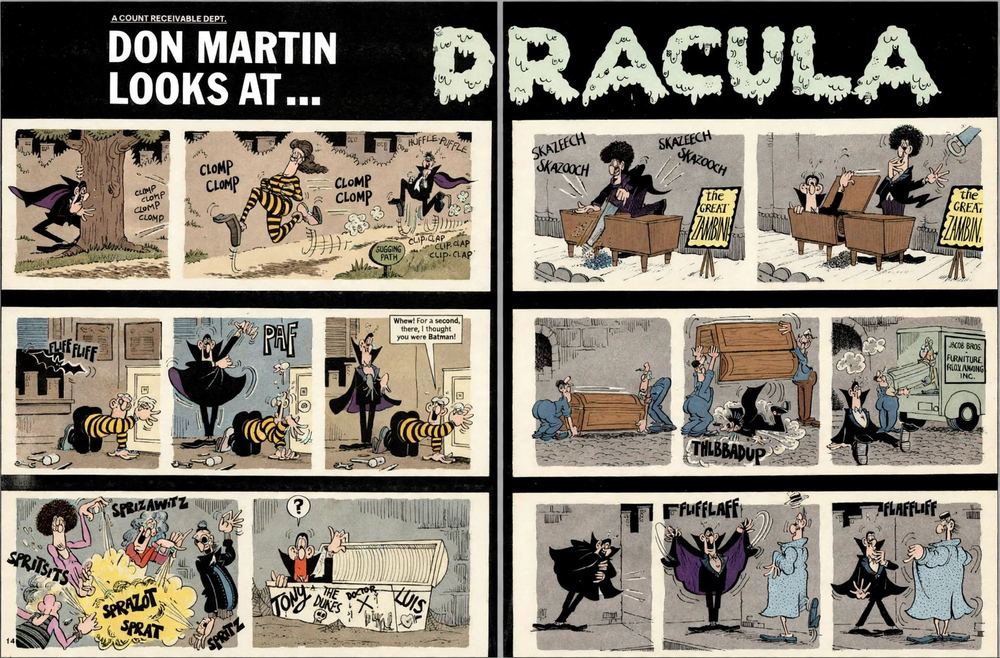 A COUNT RECEIVABLE DEPT.
DON MARTIN
LOOKS AT...
DRACULA
CLOMP
CLOMP
CLOMP
CLOMP
CLOMP
CLOMP
CLOMP
CLOMP
HUFFLE-PUFFLE
CLIP-CLAP
CLIP-CLAP
CLIP-CLAP
SUGGING
PATH
FLIFF FLIFF
PAF
Whew! For a second,
there, I thought
you were Batman!
SPRIZAWITZ
SPRITSITS
SPRAZOT
SPRAT
SPRITZ
?
TONY
THE
DUKES
DOCTOR
X
LUIS
14
SKAZEECH
SKAZOOCH
SKAZEECH
SKAZOOCH
the
GREAT
ZAMBINI
the
GREAT
ZAMBINI
THLBBADUP
JACOB BROS.
FURNITURE
INC.
FLIFFLAFF
FLAFFLIFF